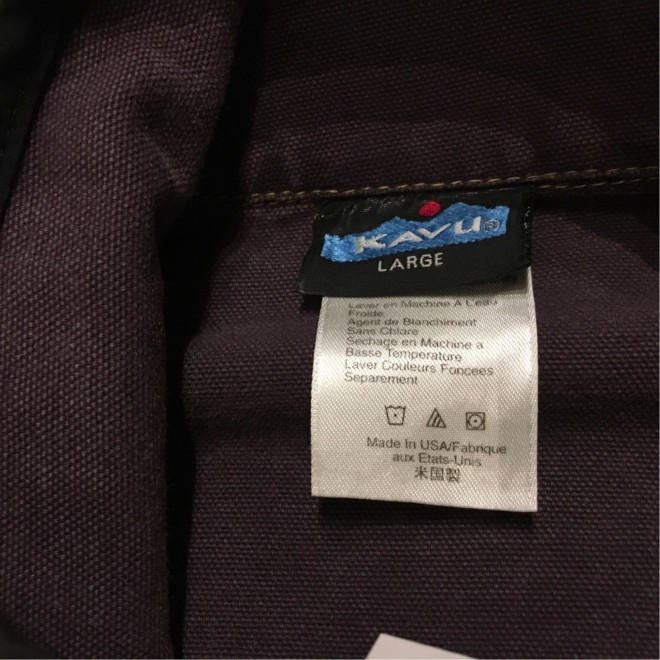 KAVU®
LARGE
Laver en Machine A L'eau
Froide
Agent de Blanchiment
Sans Chlore
Sechage en Machine a
Basse Temperature
Laver Couleurs Foncees
Separement
Made In USA/Fabrique
aux Etats-Unis
米国製